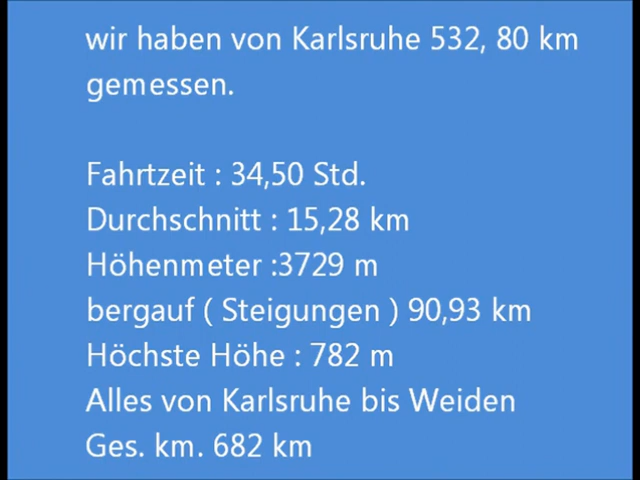 wir haben von Karlsruhe 532, 80 km
gemessen.
Fahrtzeit : 34,50 Std.
Durchschnitt : 15,28 km
Höhenmeter :3729 m
bergauf ( Steigungen ) 90,93 km
Höchste Höhe : 782 m
Alles von Karlsruhe bis Weiden
Ges. km. 682 km